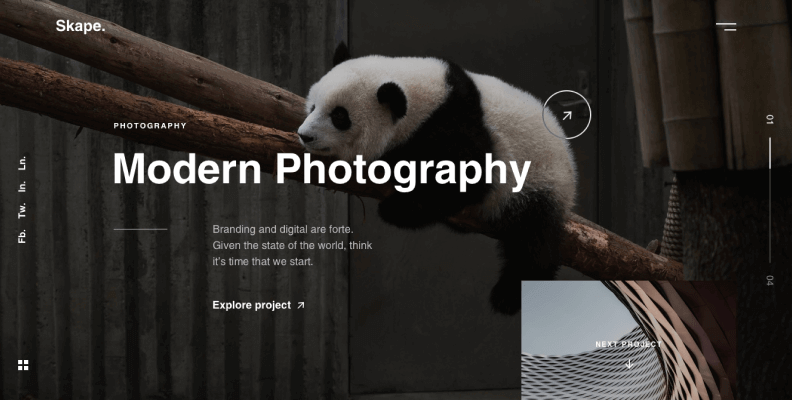 Skape.
PHOTOGRAPHY
Modern Photography
Branding and digital are forte.
Given the state of the world, think
it's time that we start.
Explore project
Fb. Tw. In. Ln.
01
04
NEXT PROJECT